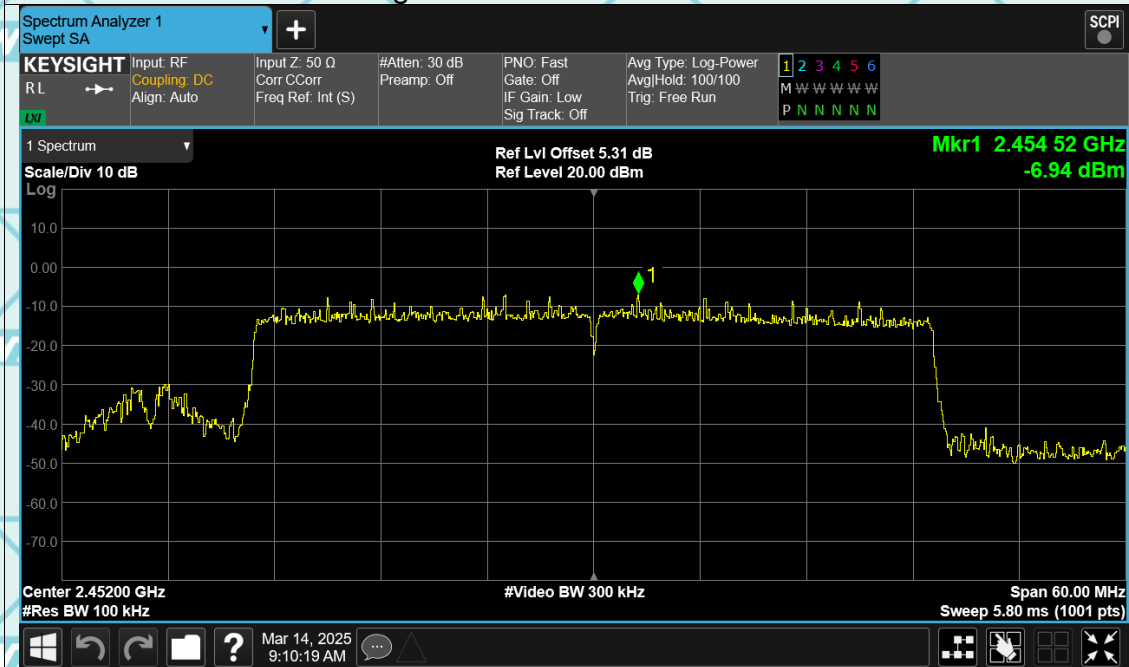 Spectrum Analyzer 1
Swept SA
+
SCPI
KEYSIGHT
RL
LXI
Input: RF
Coupling: DC
Align: Auto
Input Z: 50 Ω
Corr CCorr
Freq Ref: Int (S)
#Atten: 30 dB
Preamp: Off
PNO: Fast
Gate: Off
IF Gain: Low
Sig Track: Off
Avg Type: Log-Power
Avg|Hold: 100/100
Trig: Free Run
1 2 3 4 5 6
M W W W W W
P N N N N N
1 Spectrum
Scale/Div 10 dB
Ref Lvl Offset 5.31 dB
Ref Level 20.00 dBm
Mkr1 2.454 52 GHz
-6.94 dBm
Log
10.0
0.00
-10.0
-20.0
-30.0
-40.0
-50.0
-60.0
-70.0
1
Center 2.45200 GHz
#Res BW 100 kHz
#Video BW 300 kHz
Span 60.00 MHz
Sweep 5.80 ms (1001 pts)
?
Mar 14, 2025
9:10:19 AM